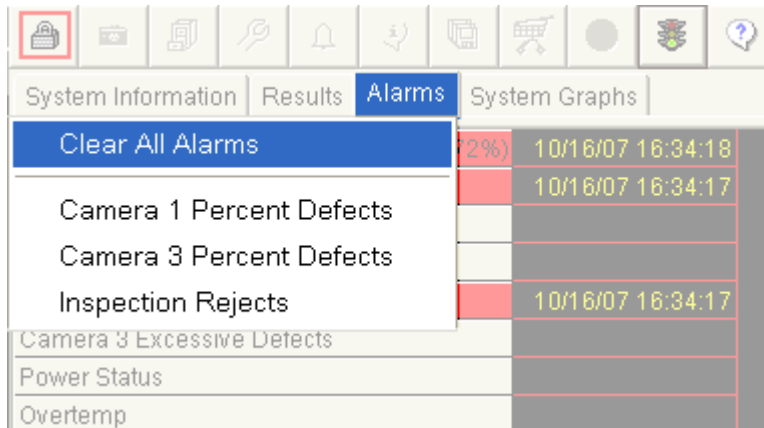 System Information Results Alarms System Graphs
Clear All Alarms
72%) 10/16/07 16:34:18
10/16/07 16:34:17
Camera 1 Percent Defects
Camera 3 Percent Defects
Inspection Rejects
10/16/07 16:34:17
Camera 3 Excessive Defects
Power Status
Overtemp